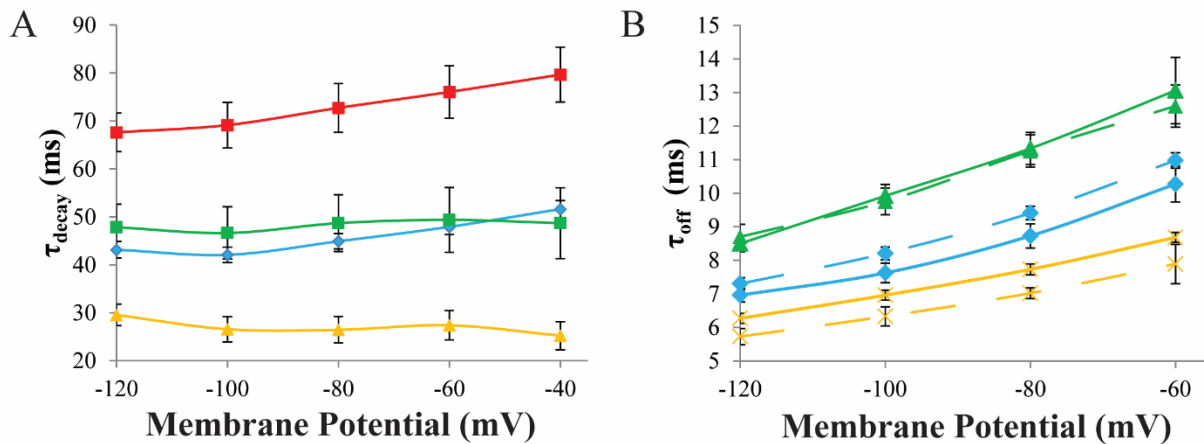 A
90
80
70
60
50
40
30
20
τdecay (ms)
-120 -100 -80 -60 -40
Membrane Potential (mV)
B
15
14
13
12
11
10
9
8
7
6
5
τoff (ms)
-120 -100 -80 -60
Membrane Potential (mV)